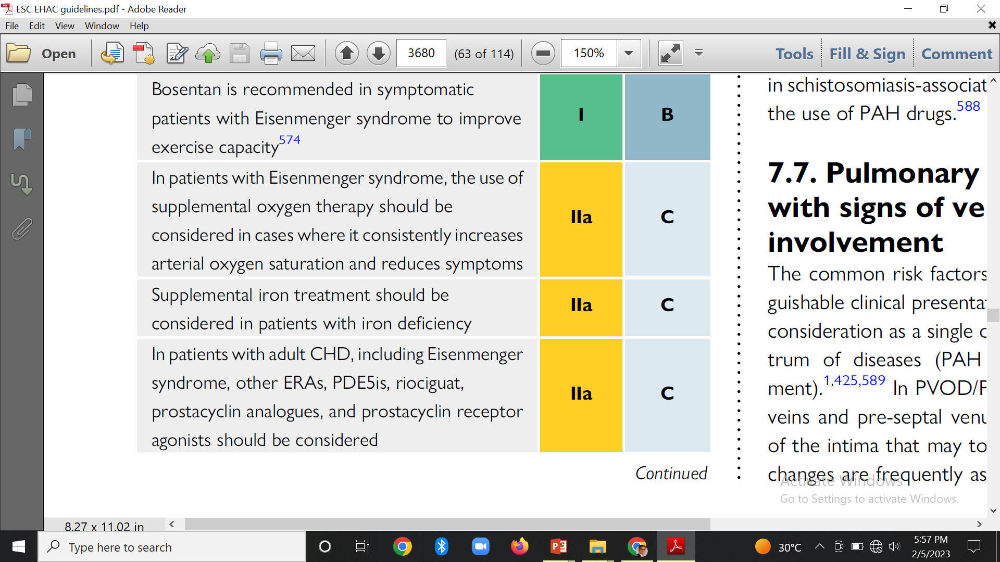 ESC EHAC guidelines.pdf - Adobe Reader
File Edit View Window Help
Open 3680 (63 of 114) 150% Tools Fill & Sign Comment
Bosentan is recommended in symptomatic
patients with Eisenmenger syndrome to improve
exercise capacity574
I B
In patients with Eisenmenger syndrome, the use of
supplemental oxygen therapy should be
considered in cases where it consistently increases
arterial oxygen saturation and reduces symptoms
IIa C
Supplemental iron treatment should be
considered in patients with iron deficiency
IIa C
In patients with adult CHD, including Eisenmenger
syndrome, other ERAs, PDE5is, riociguat,
prostacyclin analogues, and prostacyclin receptor
agonists should be considered
IIa C
Continued
in schistosomiasis-associat
the use of PAH drugs.588
7.7. Pulmonary
with signs of ve
involvement
The common risk factors
guishable clinical presenta
consideration as a single c
trum of diseases (PAH
ment).1,425,589 In PVOD/P
veins and pre-septal venu
of the intima that may to
changes are frequently as
Activate Windows
Go to Settings to activate Windows.
8.27 x 11.02 in
Type here to search
30°C
5:57 PM
2/5/2023